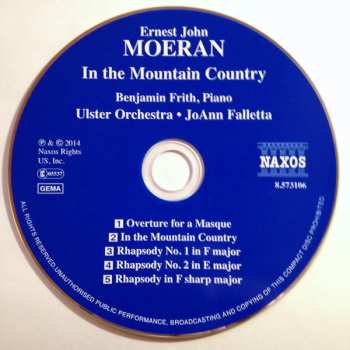 Ernest John
MOERAN
In the Mountain Country
Benjamin Frith, Piano
Ulster Orchestra • JoAnn Falletta
℗ & © 2014
Naxos Rights
US, Inc.
NAXOS
8.573106
GEMA
1 Overture for a Masque
2 In the Mountain Country
3 Rhapsody No. 1 in F major
4 Rhapsody No. 2 in E major
5 Rhapsody in F sharp major
ALL RIGHTS RESERVED. UNAUTHORISED PUBLIC PERFORMANCE, BROADCASTING AND COPYING OF THIS COMPACT DISC PROHIBITED